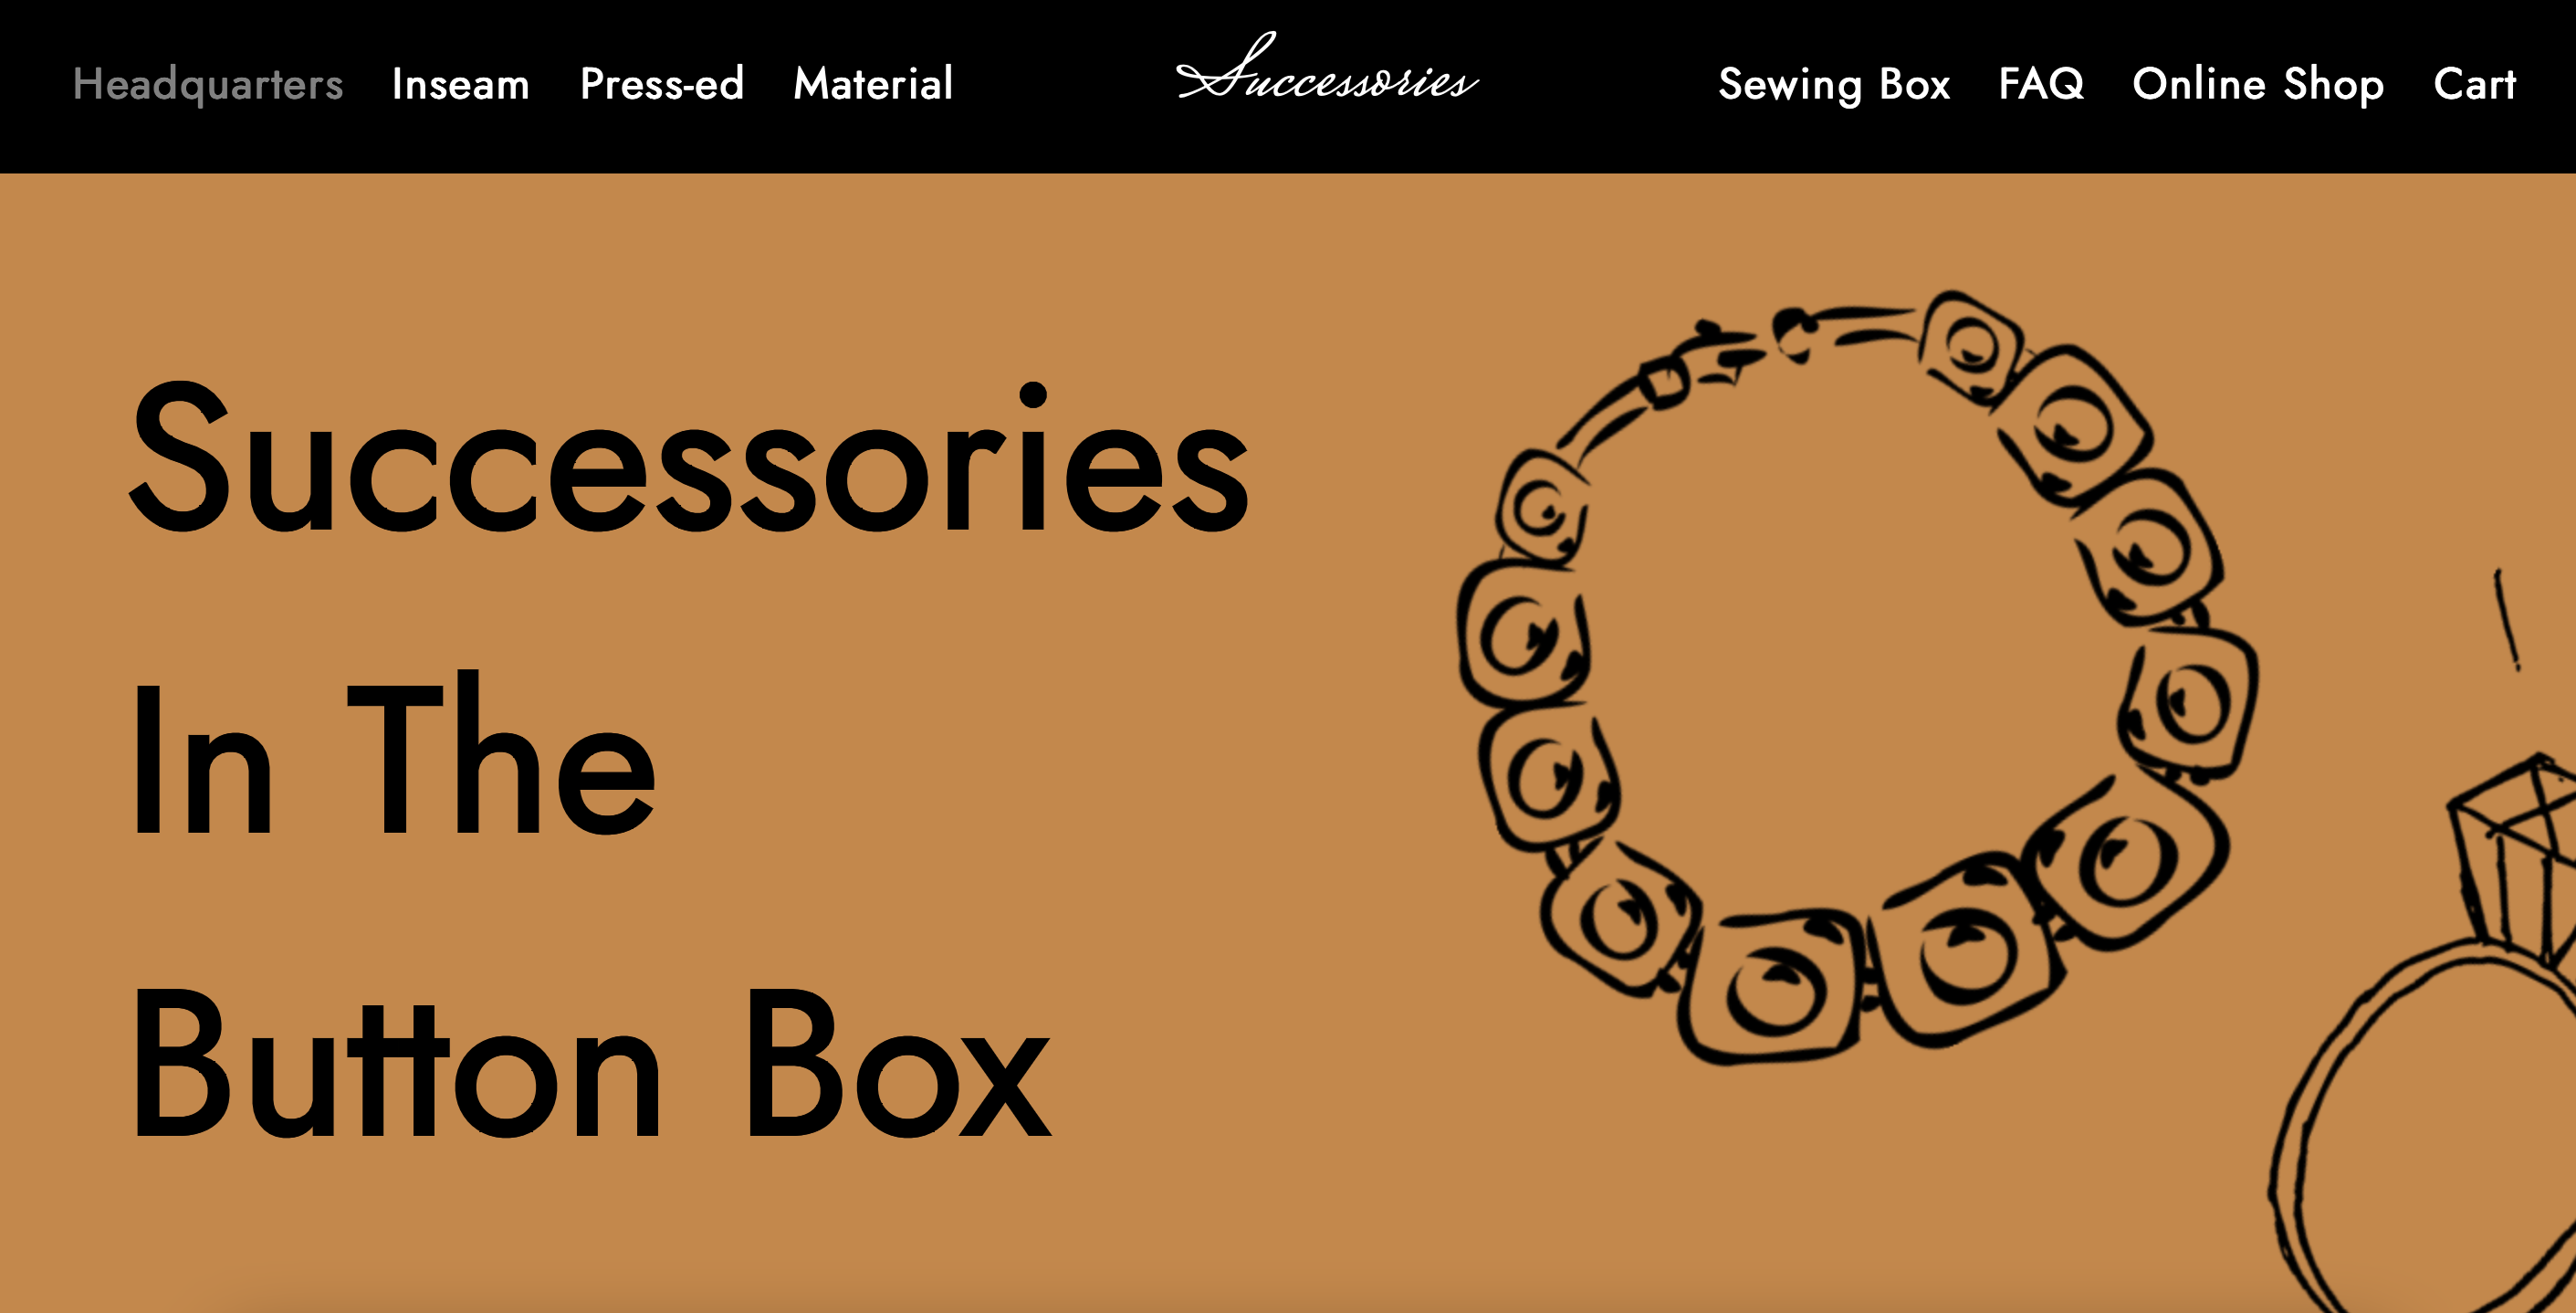 Headquarters Inseam Press-ed Material Successories Sewing Box FAQ Online Shop Cart
Successories
In The
Button Box